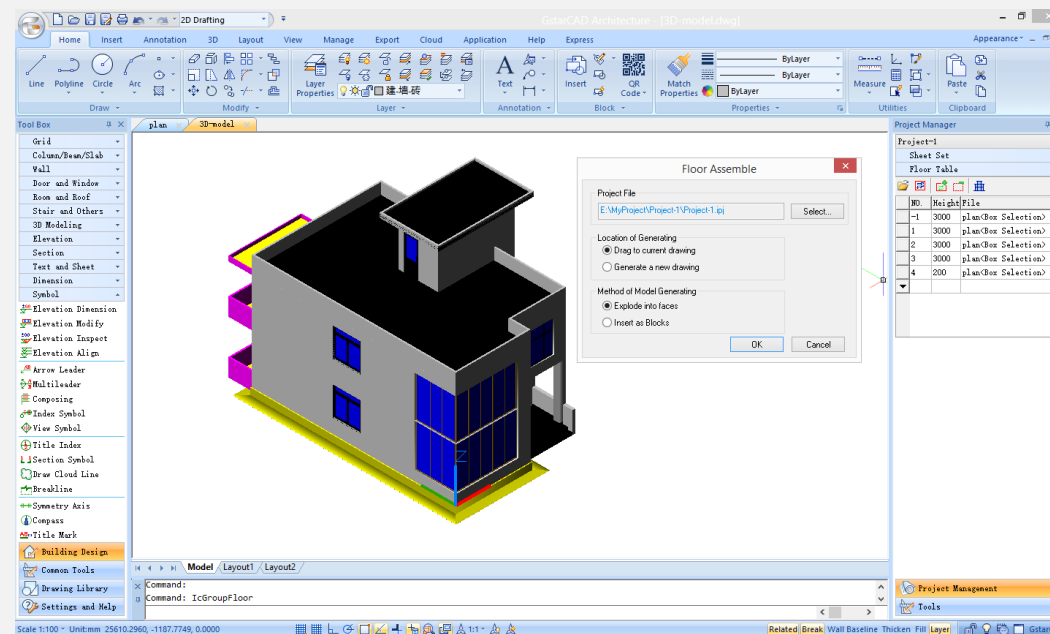 2D Drafting
GstarCAD Architecture - [3D-model.dwg]
Home Insert Annotation 3D Layout View Manage Export Cloud Application Help Express
Appearance
Line Polyline Circle Arc
Layer Properties
建-墙-砖
Text
Insert
QR Code
Match Properties
ByLayer
ByLayer
ByLayer
Measure
Paste
Draw Modify Layer Annotation Block Properties Utilities Clipboard
Tool Box
plan 3D-model
Project Manager
Grid
Column/Beam/Slab
Wall
Door and Window
Room and Roof
Stair and Others
3D Modeling
Elevation
Section
Text and Sheet
Dimension
Symbol
Elevation Dimension
Elevation Modify
Elevation Inspect
Elevation Align
Arrow Leader
Multileader
Composing
Index Symbol
View Symbol
Title Index
Section Symbol
Draw Cloud Line
Breakline
Symmetry Axis
Compass
Title Mark
Building Design
Common Tools
Drawing Library
Settings and Help
Z
Floor Assemble
Project File
E:\MyProject\Project-1\Project-1.ipj
Select...
Location of Generating
Drag to current drawing
Generate a new drawing
Method of Model Generating
Explode into faces
Insert as Blocks
OK Cancel
Project-1
Sheet Set
Floor Table
NO. Height File
-1 3000 plan<Box Selection>
1 3000 plan<Box Selection>
2 3000 plan<Box Selection>
3 3000 plan<Box Selection>
4 200 plan<Box Selection>
Project Management
Tools
Model Layout1 Layout2
Command:
Command: IcGroupFloor
Scale 1:100 Unit:mm 25610.2960, -1187.7749, 0.0000
1:1
Related Break Wall Baseline Thicken Fill Layer
Gstar